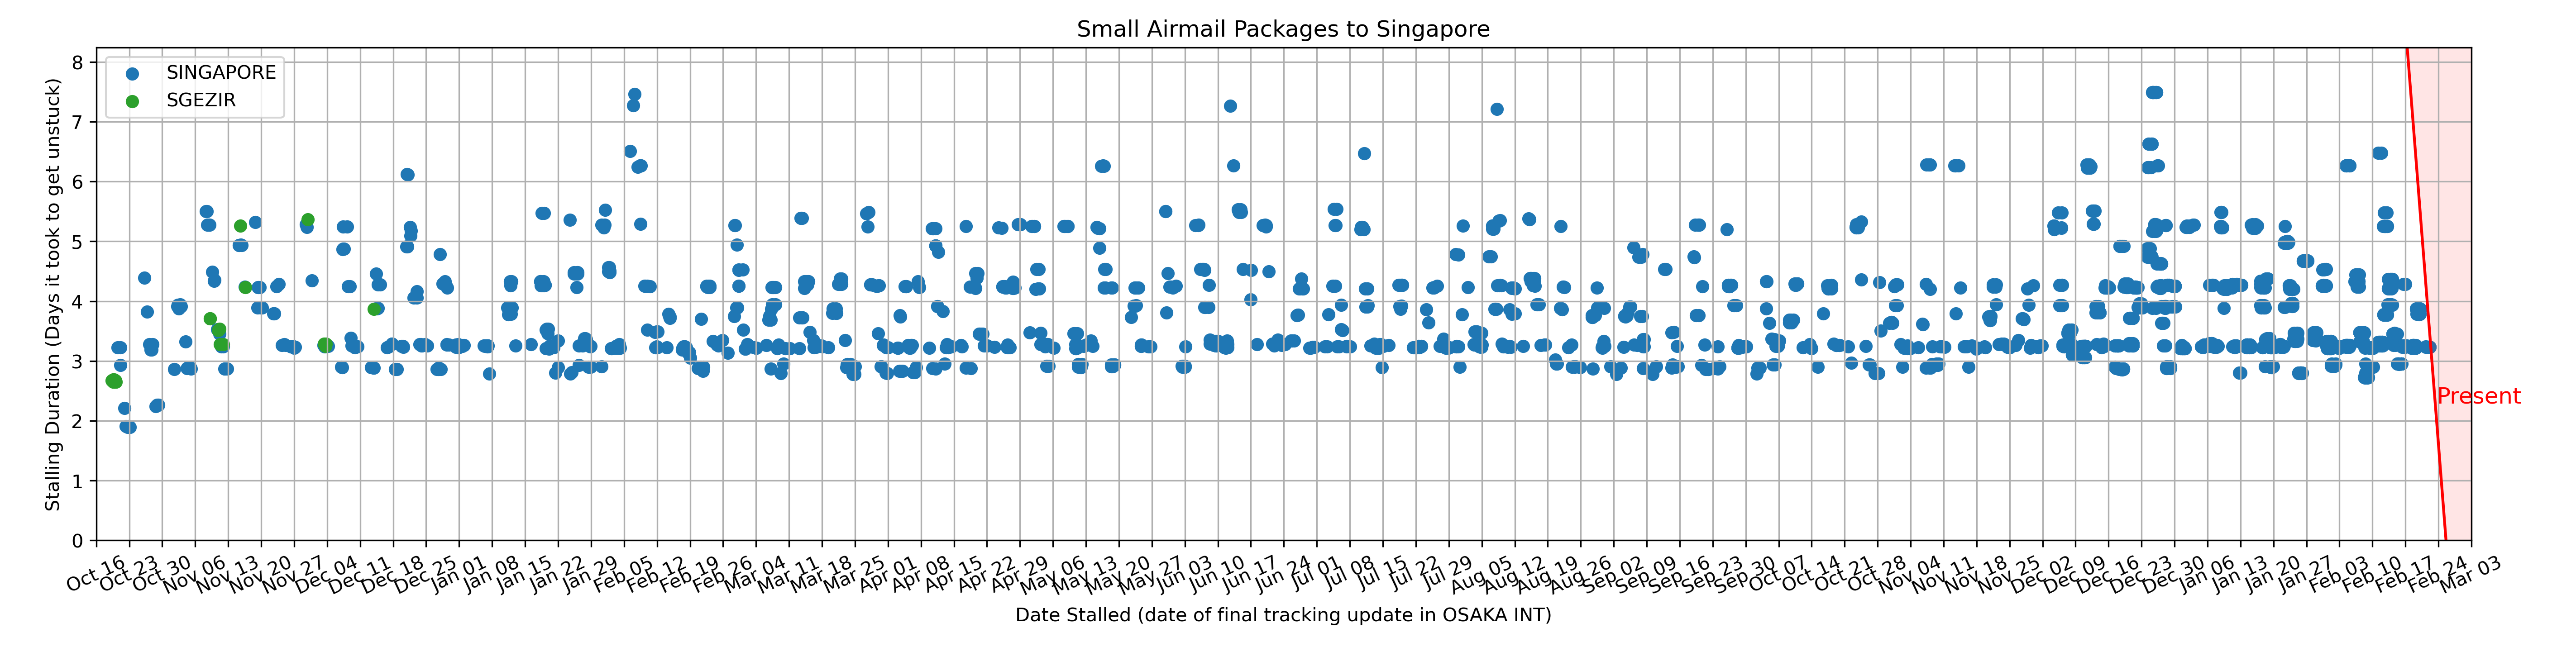 Small Airmail Packages to Singapore
SINGAPORE
SGEZIR
Stalling Duration (Days it took to get unstuck)
8
7
6
5
4
3
2
1
0
Present
Oct 16 Oct 23 Oct 30 Nov 06 Nov 13 Nov 20 Nov 27 Dec 04 Dec 11 Dec 18 Dec 25 Jan 01 Jan 08 Jan 15 Jan 22 Jan 29 Feb 05 Feb 12 Feb 19 Feb 26 Mar 04 Mar 11 Mar 18 Mar 25 Apr 01 Apr 08 Apr 15 Apr 22 Apr 29 May 06 May 13 May 20 May 27 Jun 03 Jun 10 Jun 17 Jun 24 Jul 01 Jul 08 Jul 15 Jul 22 Jul 29 Aug 05 Aug 12 Aug 19 Aug 26 Sep 02 Sep 09 Sep 16 Sep 23 Sep 30 Oct 07 Oct 14 Oct 21 Oct 28 Nov 04 Nov 11 Nov 18 Nov 25 Dec 02 Dec 09 Dec 16 Dec 23 Dec 30 Jan 06 Jan 13 Jan 20 Jan 27 Feb 03 Feb 10 Feb 17 Feb 24 Mar 03
Date Stalled (date of final tracking update in OSAKA INT)